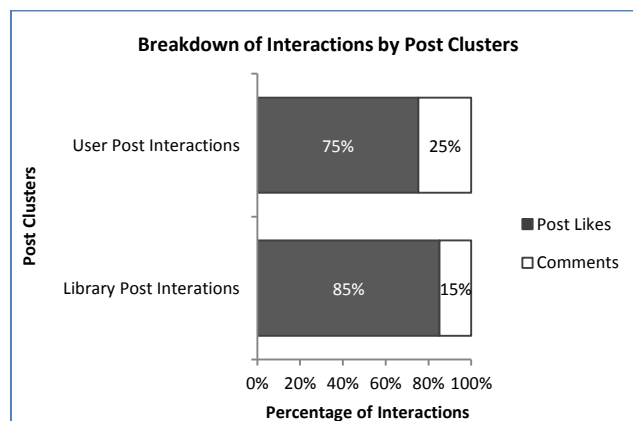 Breakdown of Interactions by Post Clusters
Post Clusters
User Post Interactions
75%
25%
Library Post Interations
85%
15%
Post Likes
Comments
0% 20% 40% 60% 80% 100%
Percentage of Interactions